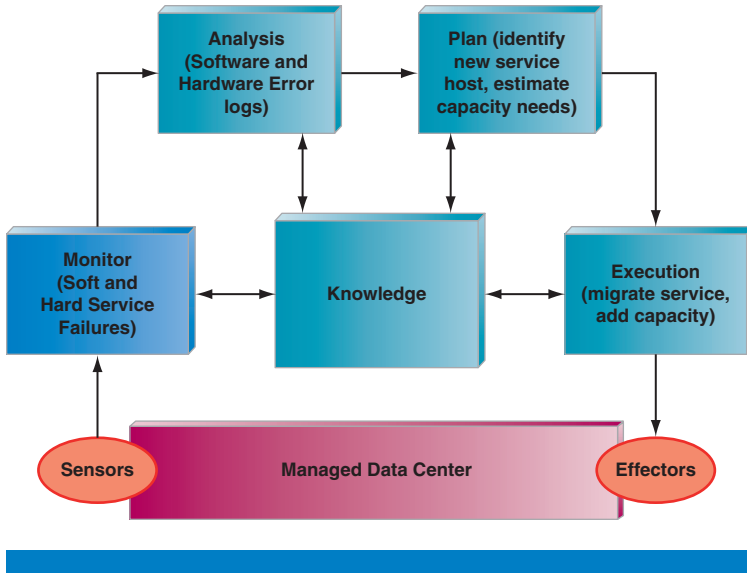 Analysis
(Software and
Hardware Error
logs)
Plan (identify
new service
host, estimate
capacity needs)
Monitor
(Soft and
Hard Service
Failures)
Knowledge
Execution
(migrate service,
add capacity)
Sensors
Managed Data Center
Effectors